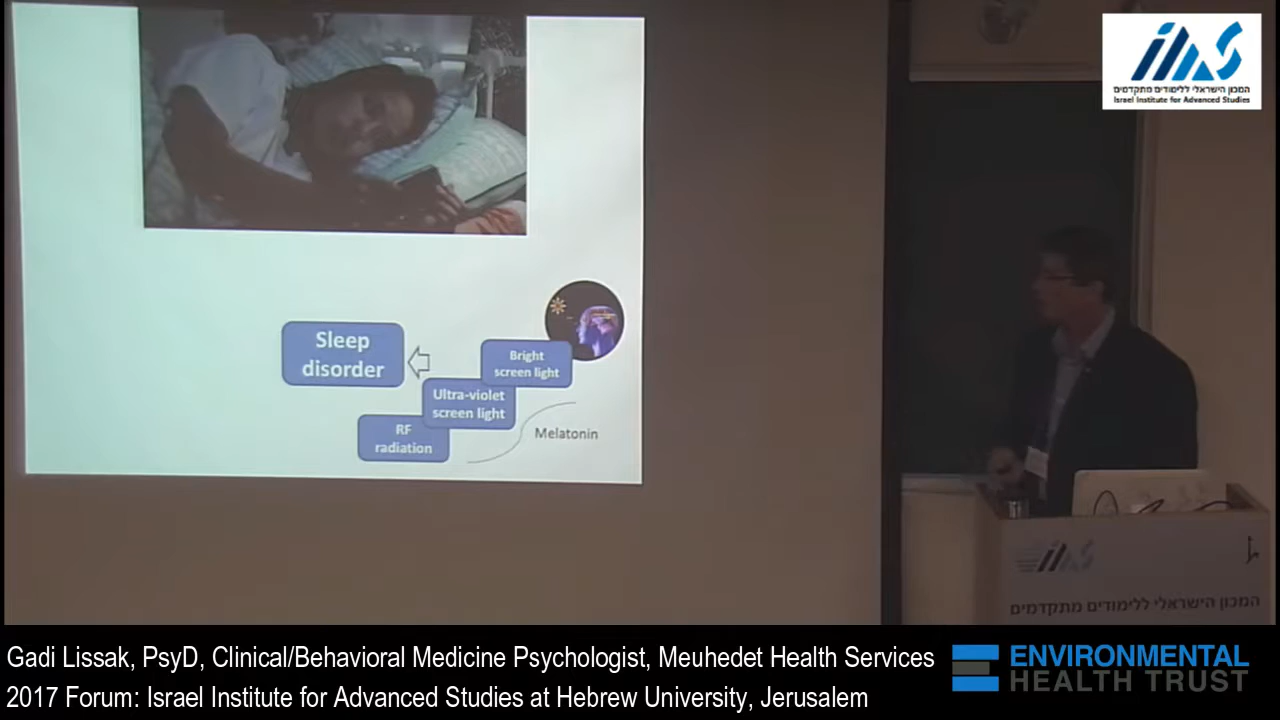 המכון הישראלי ללימודים מתקדמים
Israel Institute for Advanced Studies
Sleep
disorder
Bright
screen light
Ultra-violet
screen light
RF
radiation
Melatonin
המכון הישראלי ללימודים מתקדמים
Gadi Lissak, PsyD, Clinical/Behavioral Medicine Psychologist, Meuhedet Health Services
2017 Forum: Israel Institute for Advanced Studies at Hebrew University, Jerusalem
ENVIRONMENTAL
HEALTH TRUST